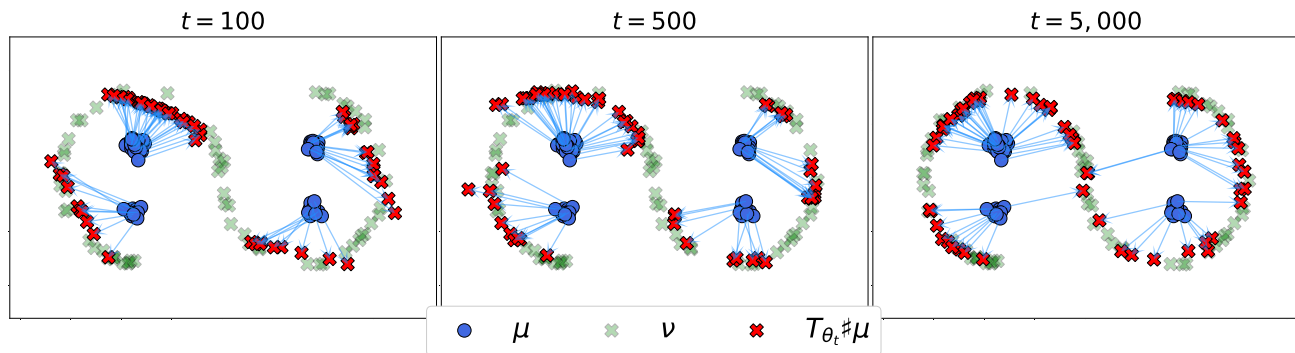 t = 100
t = 500
t = 5, 000
μ
ν
T_{θ_t}♯μ